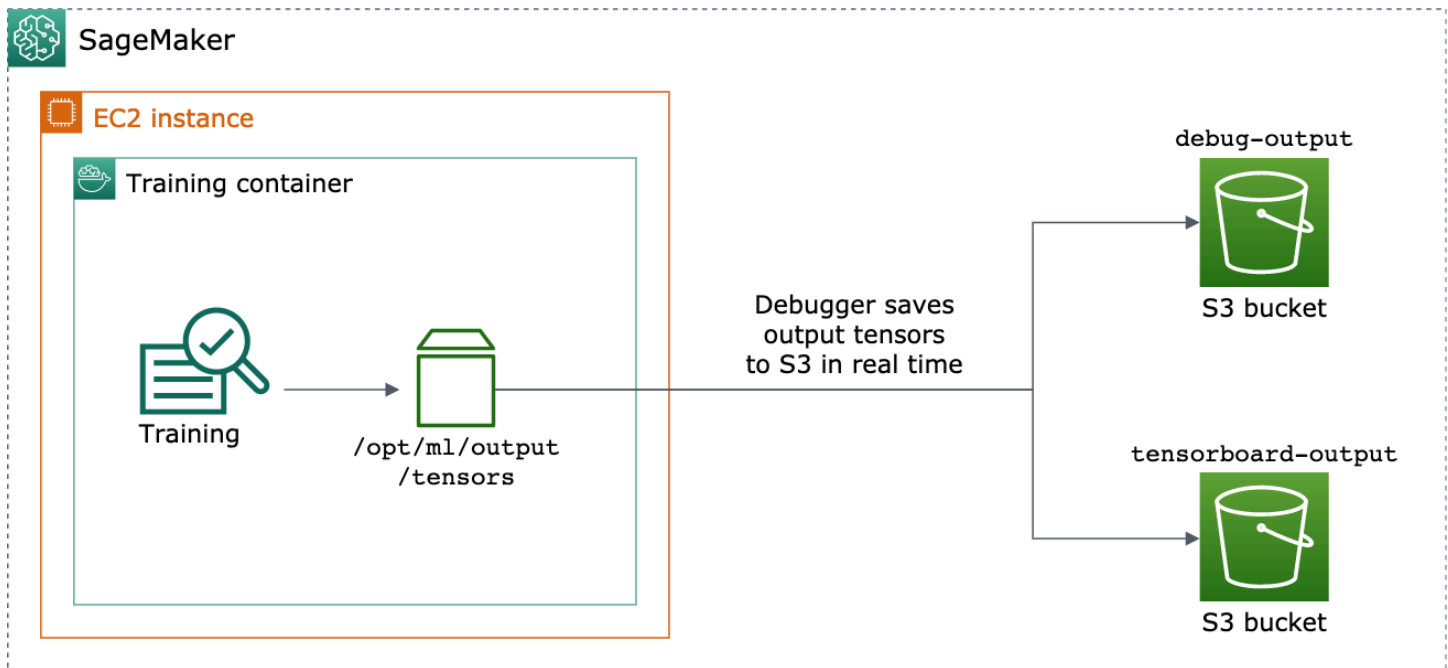 SageMaker
EC2 instance
Training container
Training
/opt/ml/output
/tensors
Debugger saves
output tensors
to S3 in real time
debug-output
S3 bucket
tensorboard-output
S3 bucket